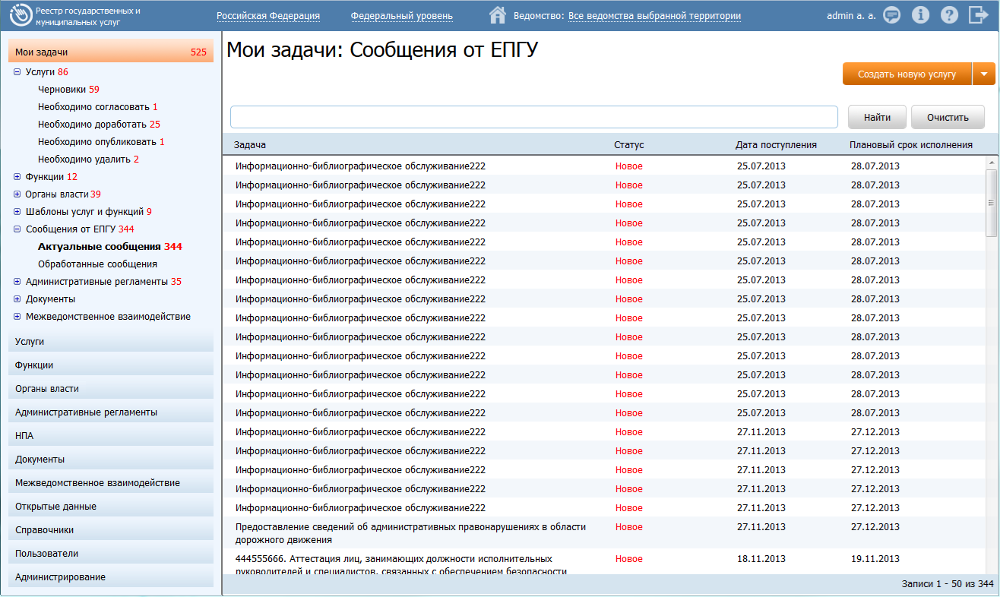 Реестр государственных и
муниципальных услуг
Российская Федерация Федеральный уровень Ведомство: Все ведомства выбранной территории admin a. a.
Мои задачи 525
Услуги 86
Черновики 59
Необходимо согласовать 1
Необходимо доработать 25
Необходимо опубликовать 1
Необходимо удалить 2
Функции 12
Органы власти 39
Шаблоны услуг и функций 9
Сообщения от ЕПГУ 344
Актуальные сообщения 344
Обработанные сообщения
Административные регламенты 35
Документы
Межведомственное взаимодействие
Услуги
Функции
Органы власти
Административные регламенты
НПА
Документы
Межведомственное взаимодействие
Открытые данные
Справочники
Пользователи
Администрирование
Мои задачи: Сообщения от ЕПГУ
Создать новую услугу
Найти Очистить
Задача Статус Дата поступления Плановый срок исполнения
Информационно-библиографическое обслуживание222 Новое 25.07.2013 28.07.2013
Информационно-библиографическое обслуживание222 Новое 25.07.2013 28.07.2013
Информационно-библиографическое обслуживание222 Новое 25.07.2013 28.07.2013
Информационно-библиографическое обслуживание222 Новое 25.07.2013 28.07.2013
Информационно-библиографическое обслуживание222 Новое 25.07.2013 28.07.2013
Информационно-библиографическое обслуживание222 Новое 25.07.2013 28.07.2013
Информационно-библиографическое обслуживание222 Новое 25.07.2013 28.07.2013
Информационно-библиографическое обслуживание222 Новое 25.07.2013 28.07.2013
Информационно-библиографическое обслуживание222 Новое 25.07.2013 28.07.2013
Информационно-библиографическое обслуживание222 Новое 25.07.2013 28.07.2013
Информационно-библиографическое обслуживание222 Новое 25.07.2013 28.07.2013
Информационно-библиографическое обслуживание222 Новое 25.07.2013 28.07.2013
Информационно-библиографическое обслуживание222 Новое 25.07.2013 28.07.2013
Информационно-библиографическое обслуживание222 Новое 25.07.2013 28.07.2013
Информационно-библиографическое обслуживание222 Новое 27.11.2013 27.12.2013
Информационно-библиографическое обслуживание222 Новое 27.11.2013 27.12.2013
Информационно-библиографическое обслуживание222 Новое 27.11.2013 27.12.2013
Информационно-библиографическое обслуживание222 Новое 27.11.2013 27.12.2013
Информационно-библиографическое обслуживание222 Новое 27.11.2013 27.12.2013
Предоставление сведений об административных правонарушениях в области Новое 27.11.2013 27.12.2013
дорожного движения
444555666. Аттестация лиц, занимающих должности исполнительных Новое 18.11.2013 19.11.2013
руководителей и специалистов, связанных с обеспечением безопасности
Записи 1 - 50 из 344